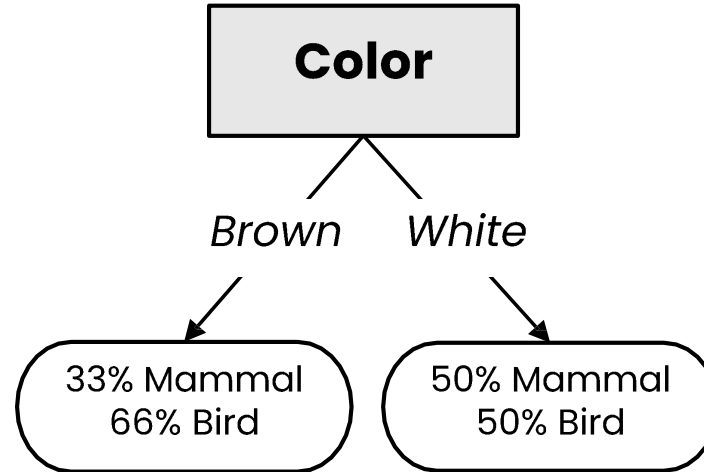 Color
Brown
White
33% Mammal
66% Bird
50% Mammal
50% Bird